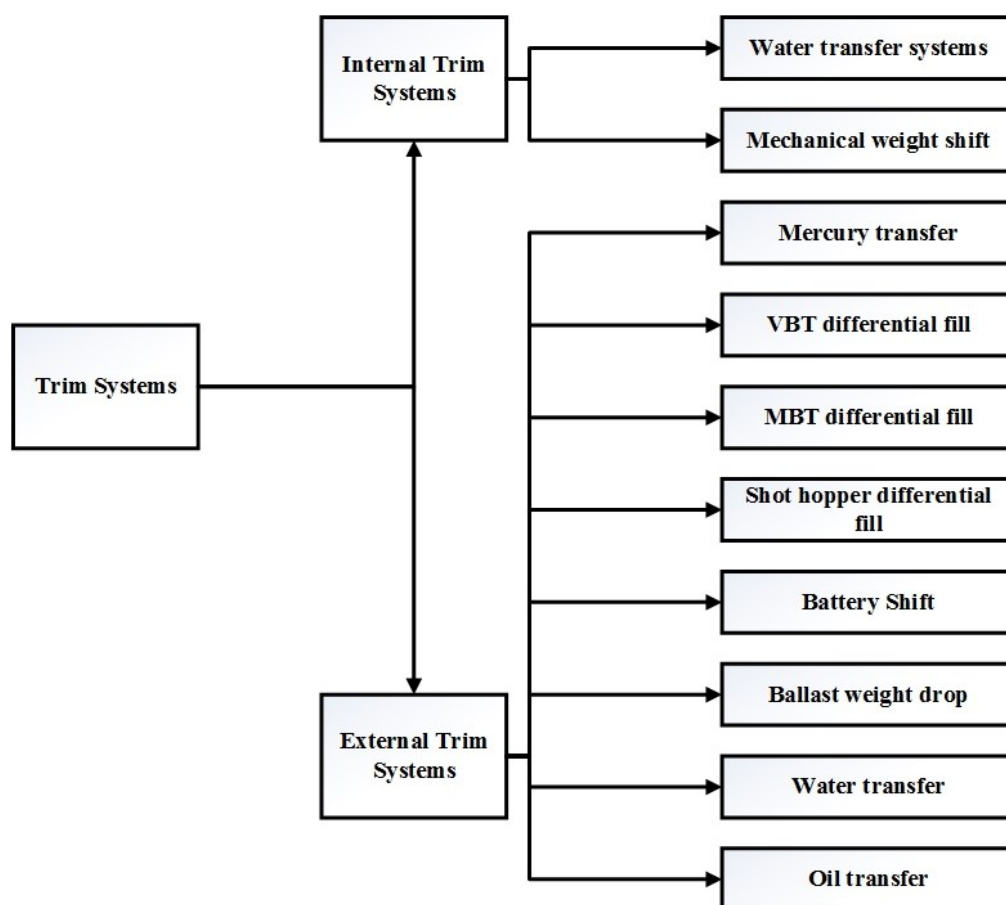 Internal Trim
Systems
Water transfer systems
Mechanical weight shift
Mercury transfer
Trim Systems
VBT differential fill
MBT differential fill
Shot hopper differential
fill
Battery Shift
External Trim
Systems
Ballast weight drop
Water transfer
Oil transfer